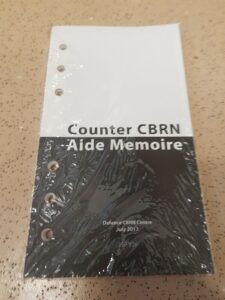 Counter CBRN
Aide Memoire
Defence CBRN Centre
July 2013